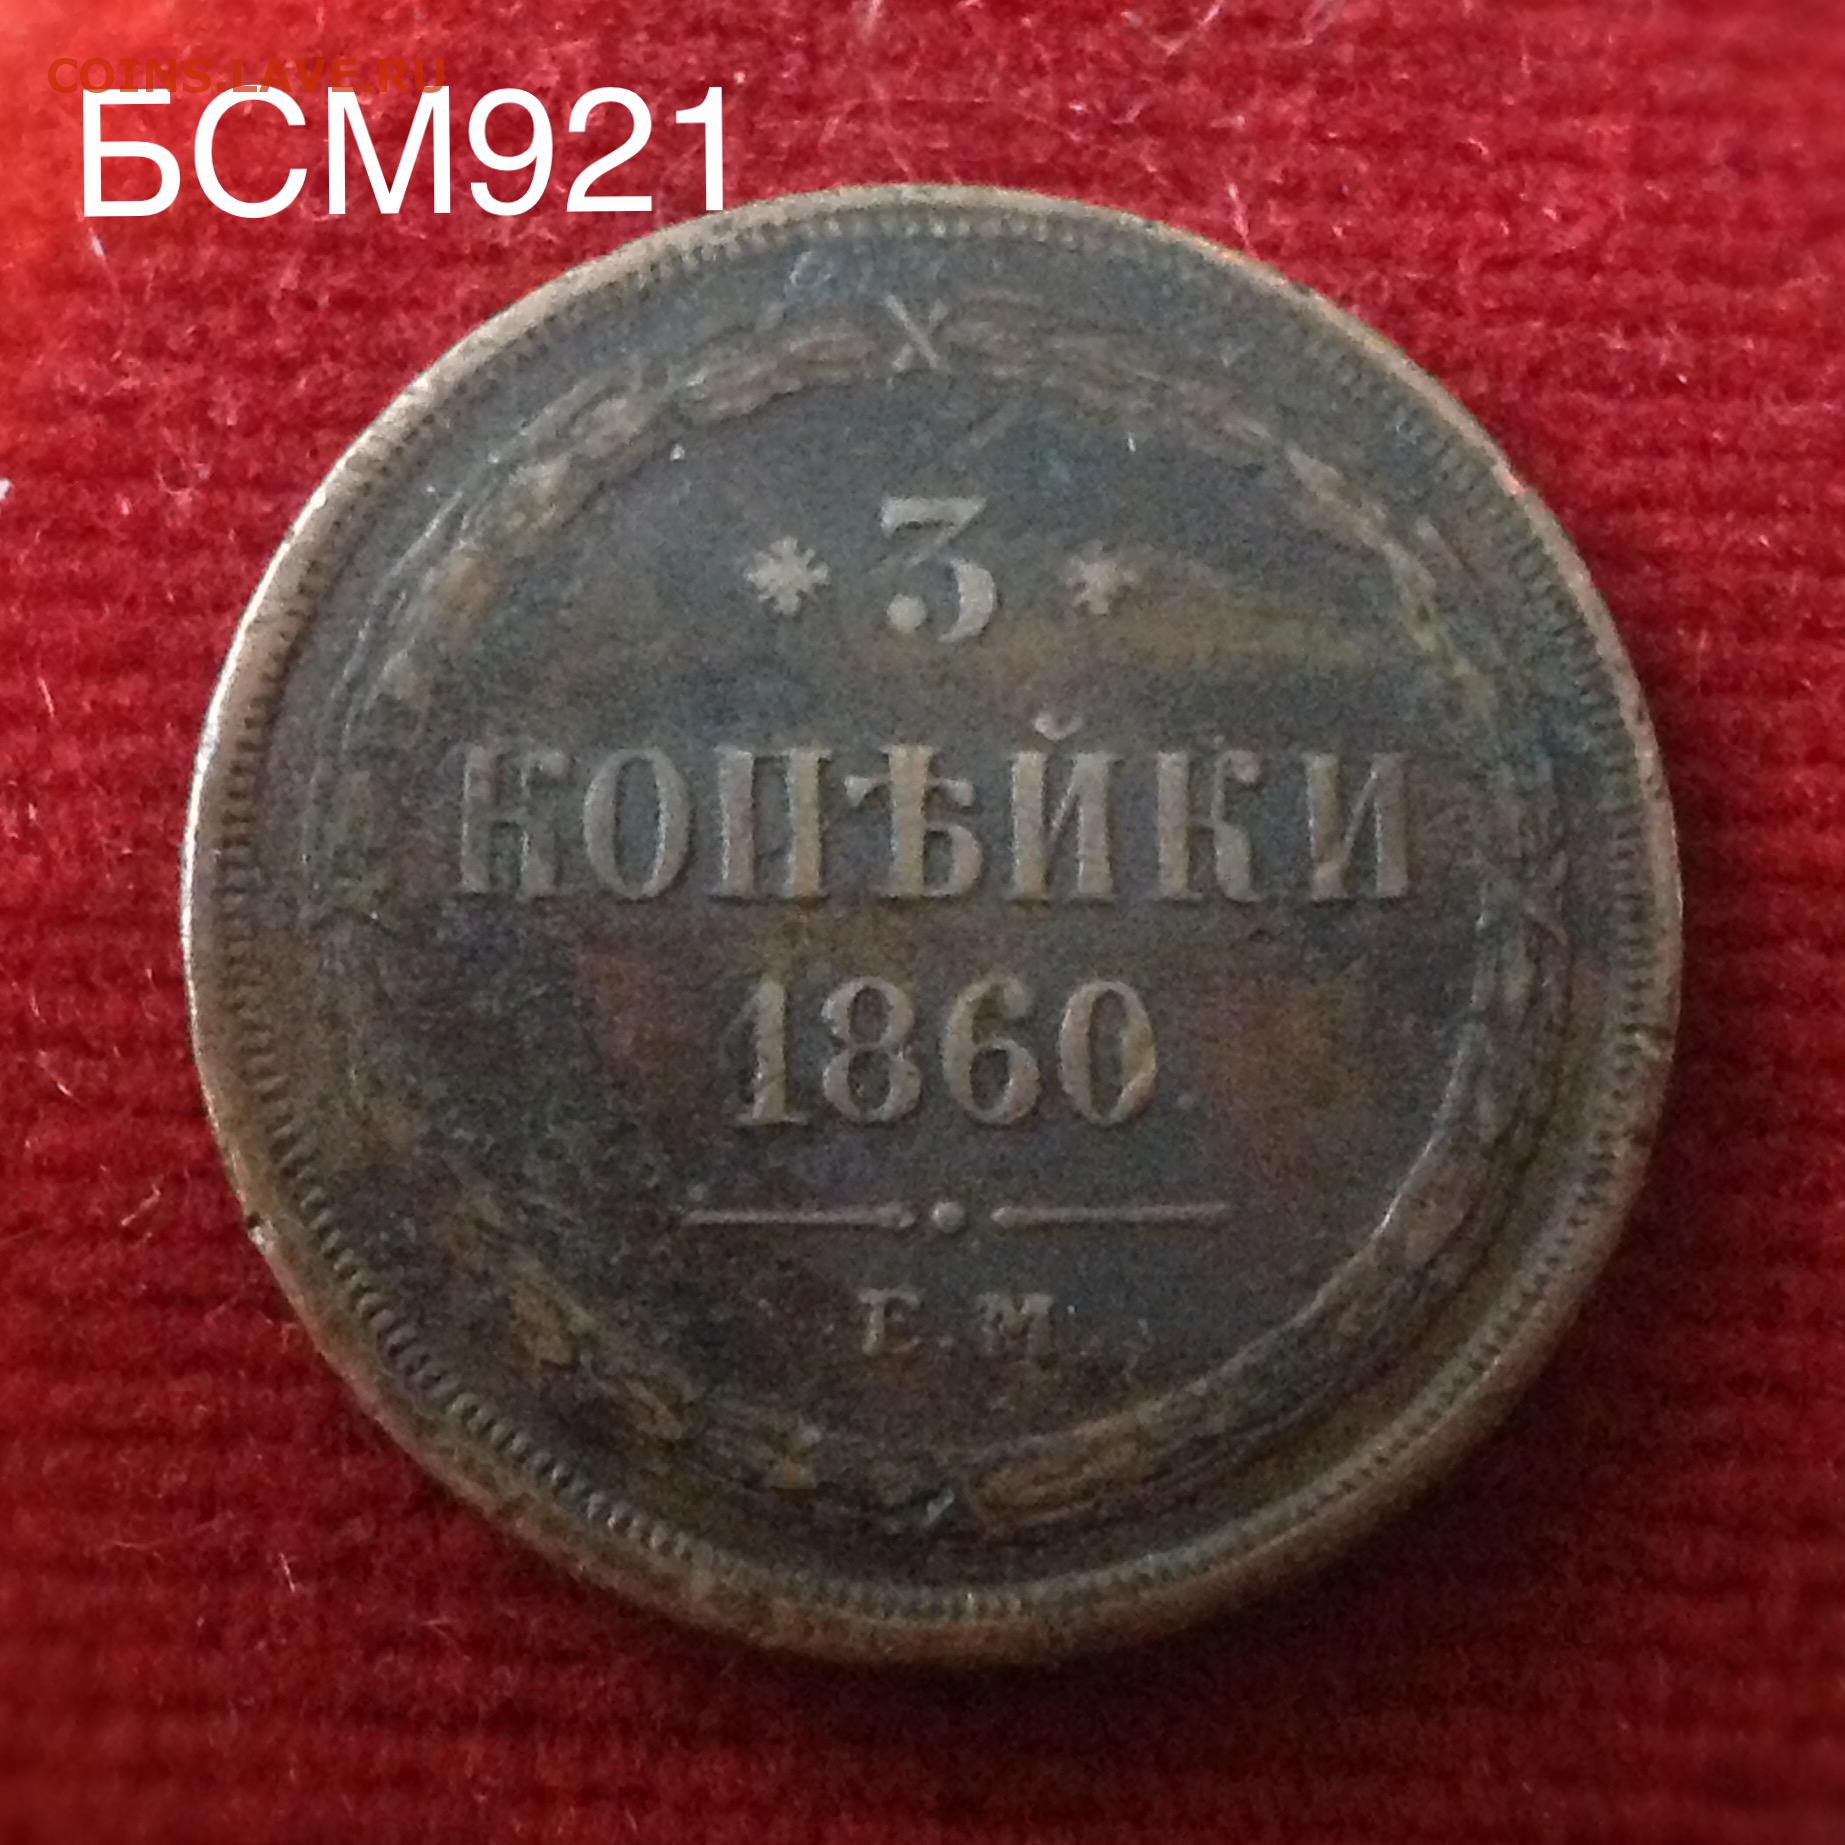 COINS.LAVE.RU
БСМ921
* 3 *
КОПѢЙКИ
1860
Е.М.